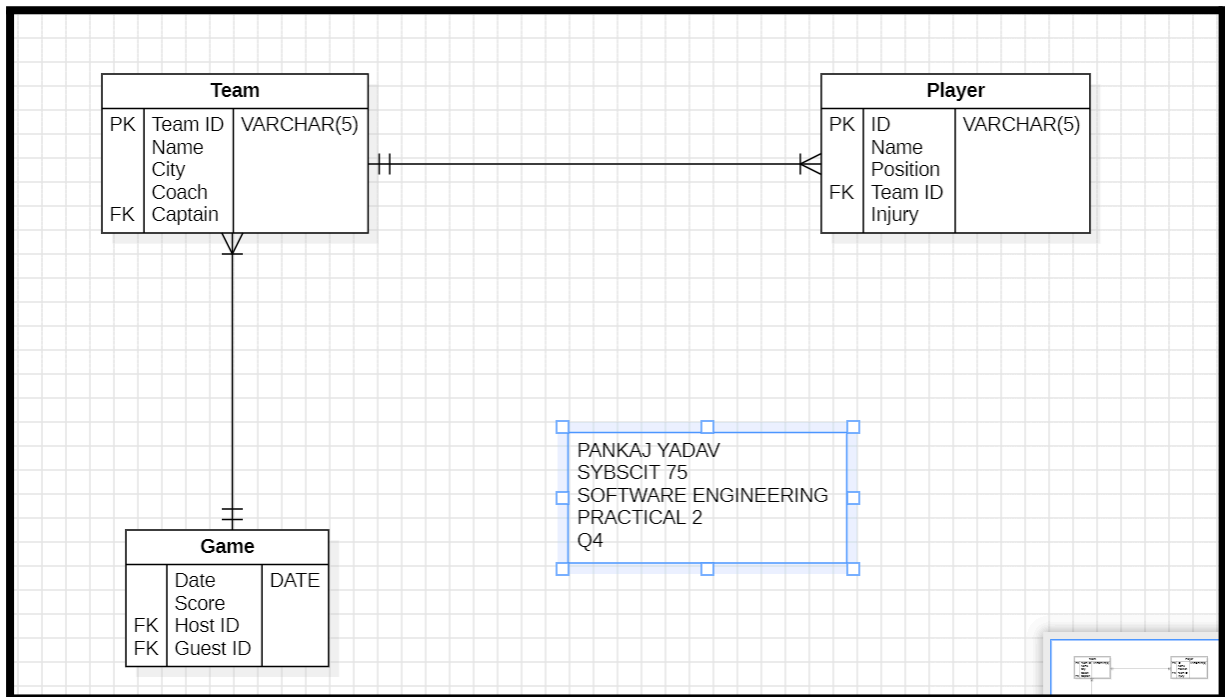 Team
PK Team ID VARCHAR(5)
Name
City
Coach
FK Captain
Player
PK ID VARCHAR(5)
Name
Position
FK Team ID
Injury
PANKAJ YADAV
SYBSCIT 75
SOFTWARE ENGINEERING
PRACTICAL 2
Q4
Game
Date DATE
Score
FK Host ID
FK Guest ID